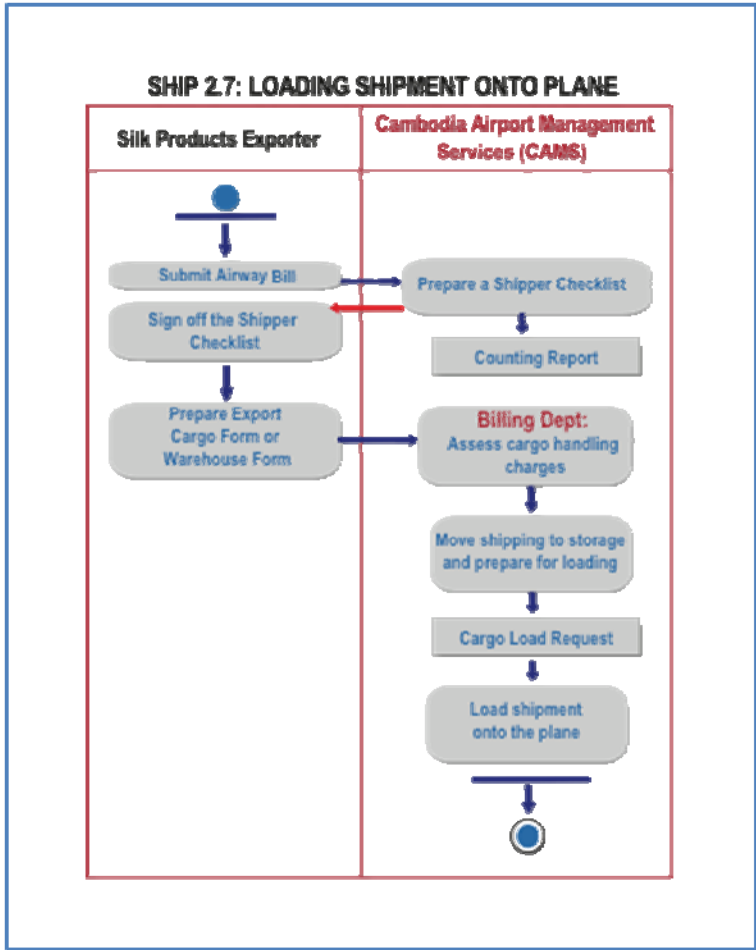 SHIP 2.7: LOADING SHIPMENT ONTO PLANE
Silk Products Exporter
Cambodia Airport Management
Services (CAMS)
Submit Airway Bill
Prepare a Shipper Checklist
Sign off the Shipper
Checklist
Counting Report
Prepare Export
Cargo Form or
Warehouse Form
Billing Dept:
Assess cargo handling
charges
Move shipping to storage
and prepare for loading
Cargo Load Request
Load shipment
onto the plane